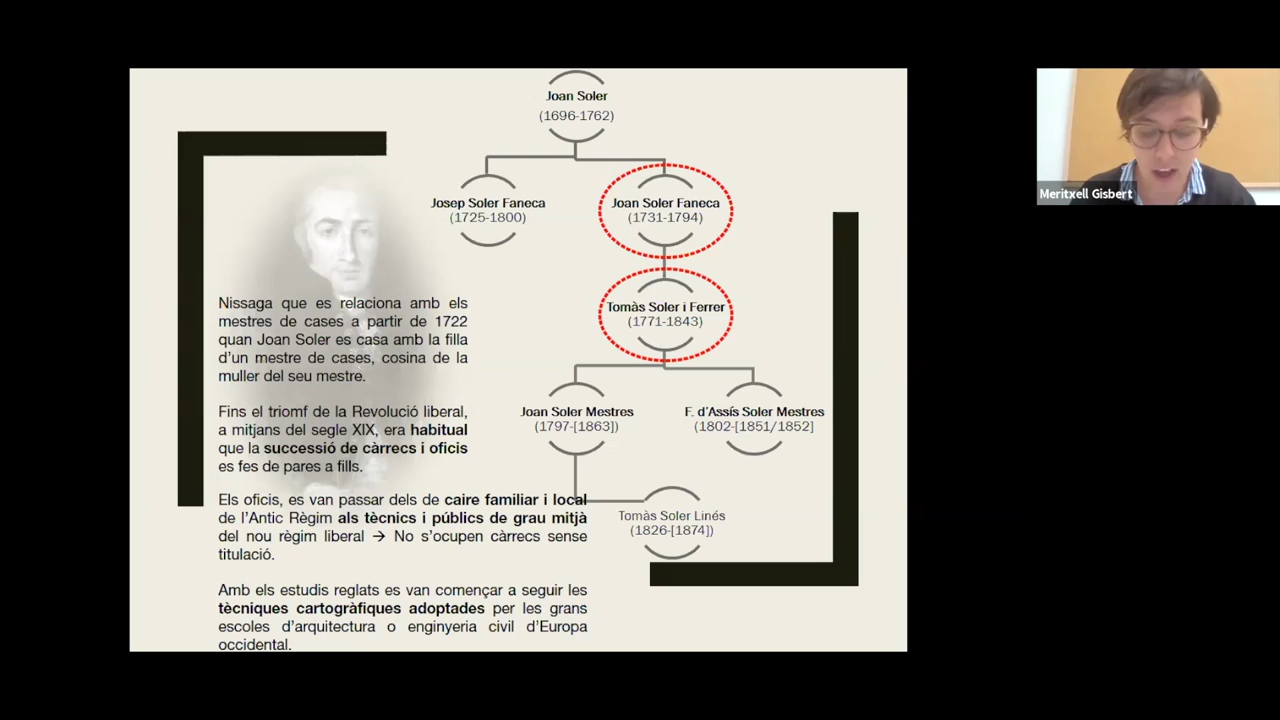 Joan Soler
(1696-1762)
Josep Soler Faneca
(1725-1800)
Joan Soler Faneca
(1731-1794)
Tomàs Soler i Ferrer
(1771-1843)
Joan Soler Mestres
(1797-[1863])
F. d'Assís Soler Mestres
(1802-[1851/1852]
Tomàs Soler Linés
(1826-[1874])
Nissaga que es relaciona amb els
mestres de cases a partir de 1722
quan Joan Soler es casa amb la filla
d'un mestre de cases, cosina de la
muller del seu mestre.
Fins el triomf de la Revolució liberal,
a mitjans del segle XIX, era habitual
que la successió de càrrecs i oficis
es fes de pares a fills.
Els oficis, es van passar dels de caire familiar i local
de l'Antic Règim als tècnics i públics de grau mitjà
del nou règim liberal → No s'ocupen càrrecs sense
titulació.
Amb els estudis reglats es van començar a seguir les
tècniques cartogràfiques adoptades per les grans
escoles d'arquitectura o enginyeria civil d'Europa
occidental.
Meritxell Gisbert